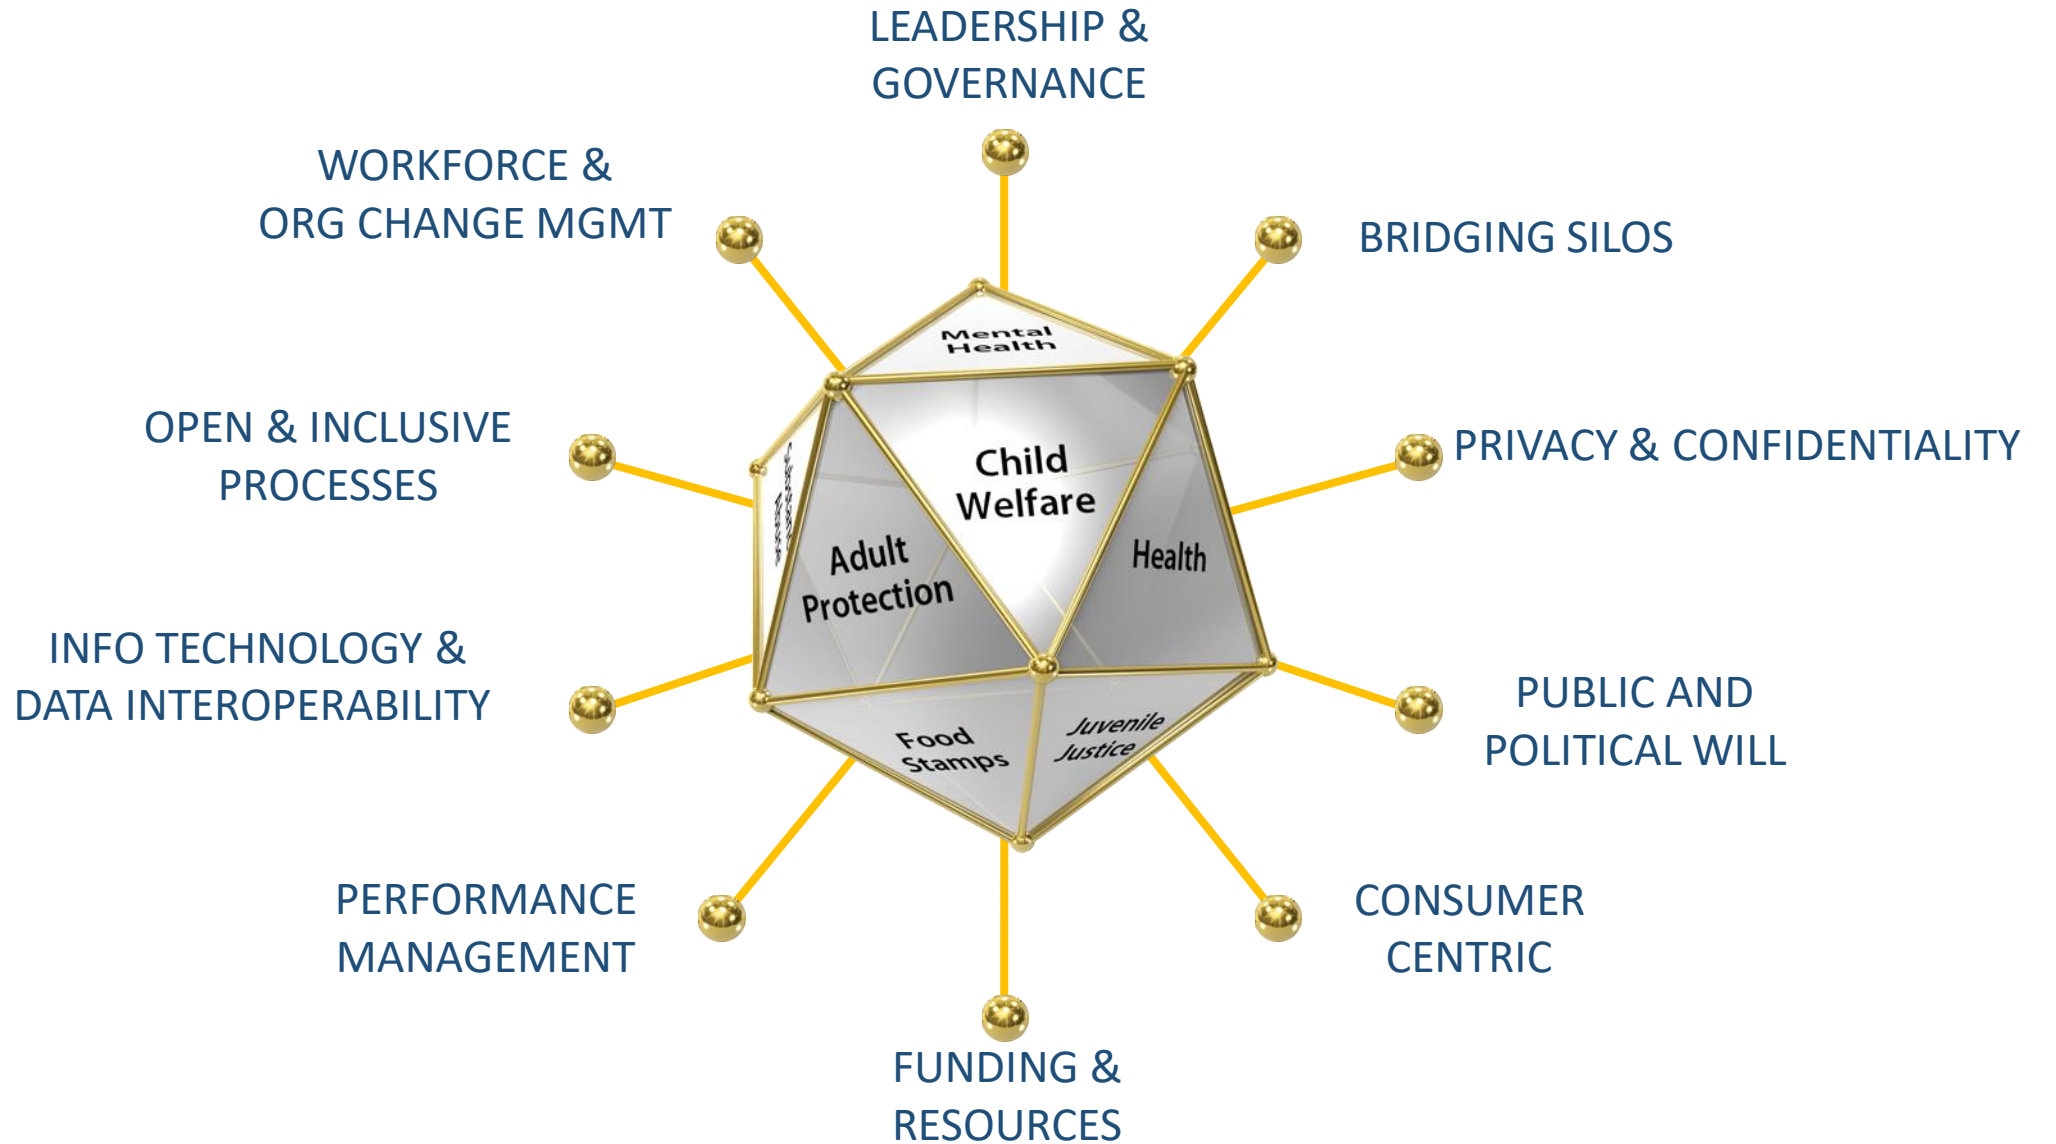 LEADERSHIP &
GOVERNANCE
WORKFORCE &
ORG CHANGE MGMT
BRIDGING SILOS
OPEN & INCLUSIVE
PROCESSES
PRIVACY & CONFIDENTIALITY
INFO TECHNOLOGY &
DATA INTEROPERABILITY
PUBLIC AND
POLITICAL WILL
PERFORMANCE
MANAGEMENT
CONSUMER
CENTRIC
FUNDING &
RESOURCES
Mental
Health
Child
Welfare
Adult
Protection
Health
Food
Stamps
Juvenile
Justice